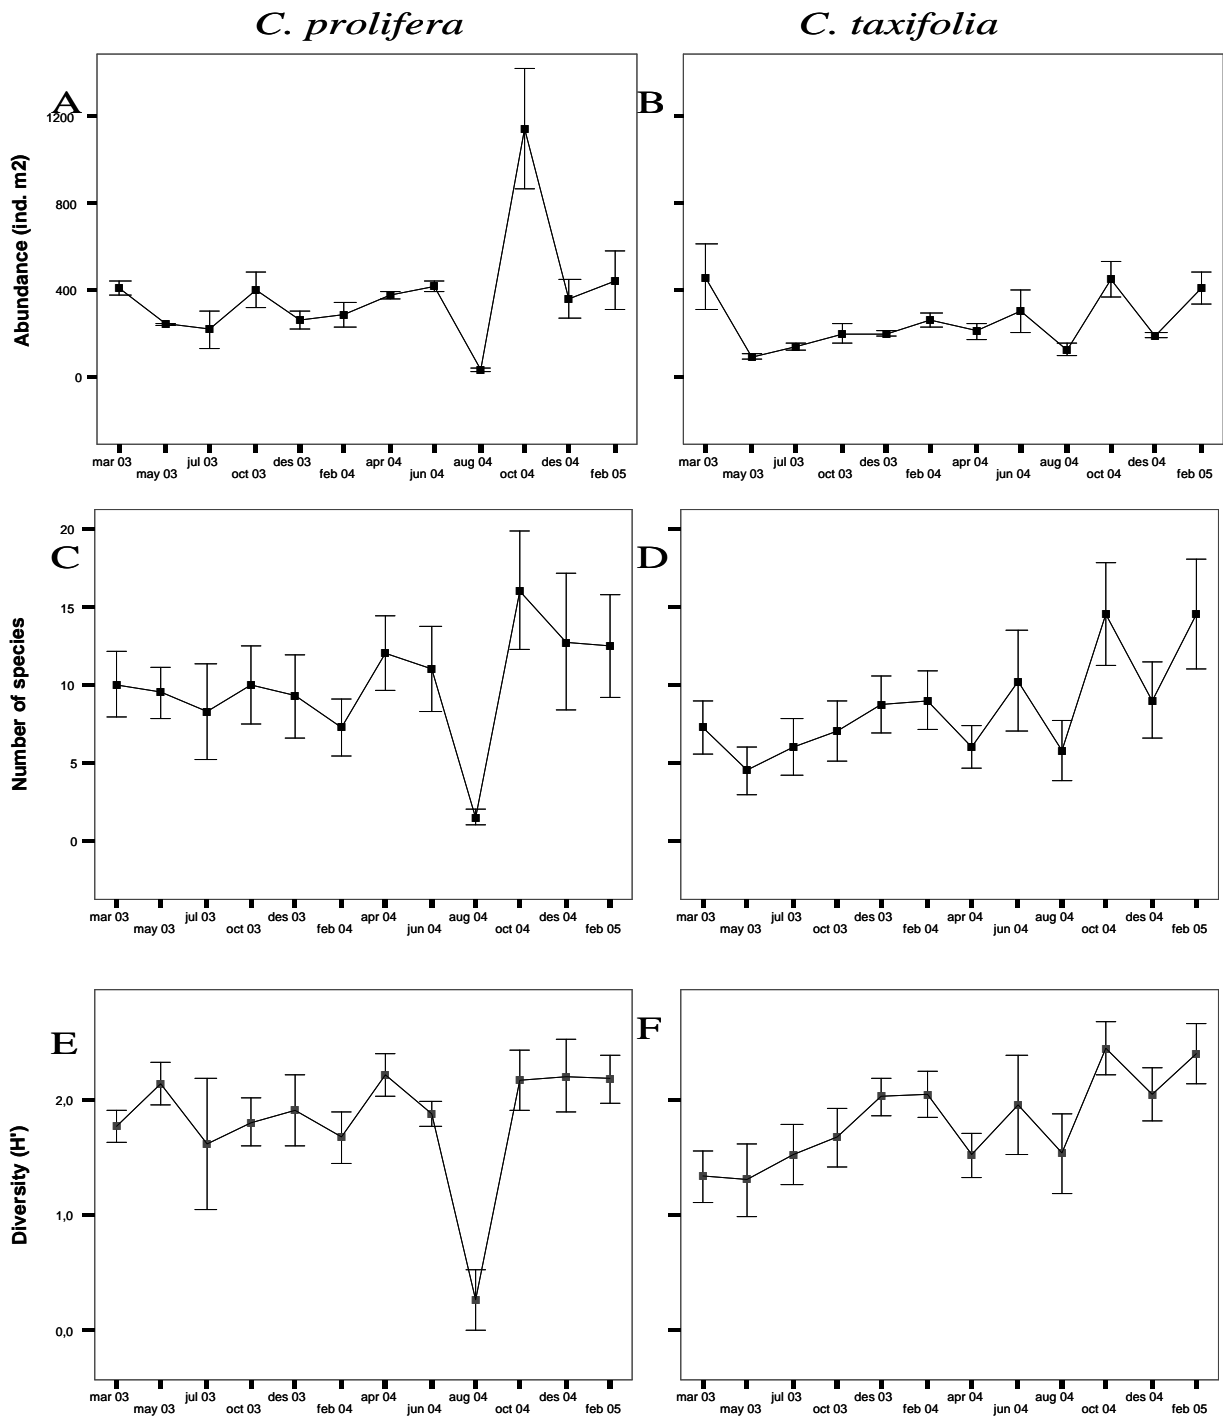 C. prolifera
C. taxifolia
A
B
Abundance (ind. m2)
1200
800
400
0
mar 03 may 03 jul 03 oct 03 des 03 feb 04 apr 04 jun 04 aug 04 oct 04 des 04 feb 05
mar 03 may 03 jul 03 oct 03 des 03 feb 04 apr 04 jun 04 aug 04 oct 04 des 04 feb 05
C
D
Number of species
20
15
10
5
0
mar 03 may 03 jul 03 oct 03 des 03 feb 04 apr 04 jun 04 aug 04 oct 04 des 04 feb 05
mar 03 may 03 jul 03 oct 03 des 03 feb 04 apr 04 jun 04 aug 04 oct 04 des 04 feb 05
E
F
Diversity (H')
2,0
1,0
0,0
mar 03 may 03 jul 03 oct 03 des 03 feb 04 apr 04 jun 04 aug 04 oct 04 des 04 feb 05
mar 03 may 03 jul 03 oct 03 des 03 feb 04 apr 04 jun 04 aug 04 oct 04 des 04 feb 05